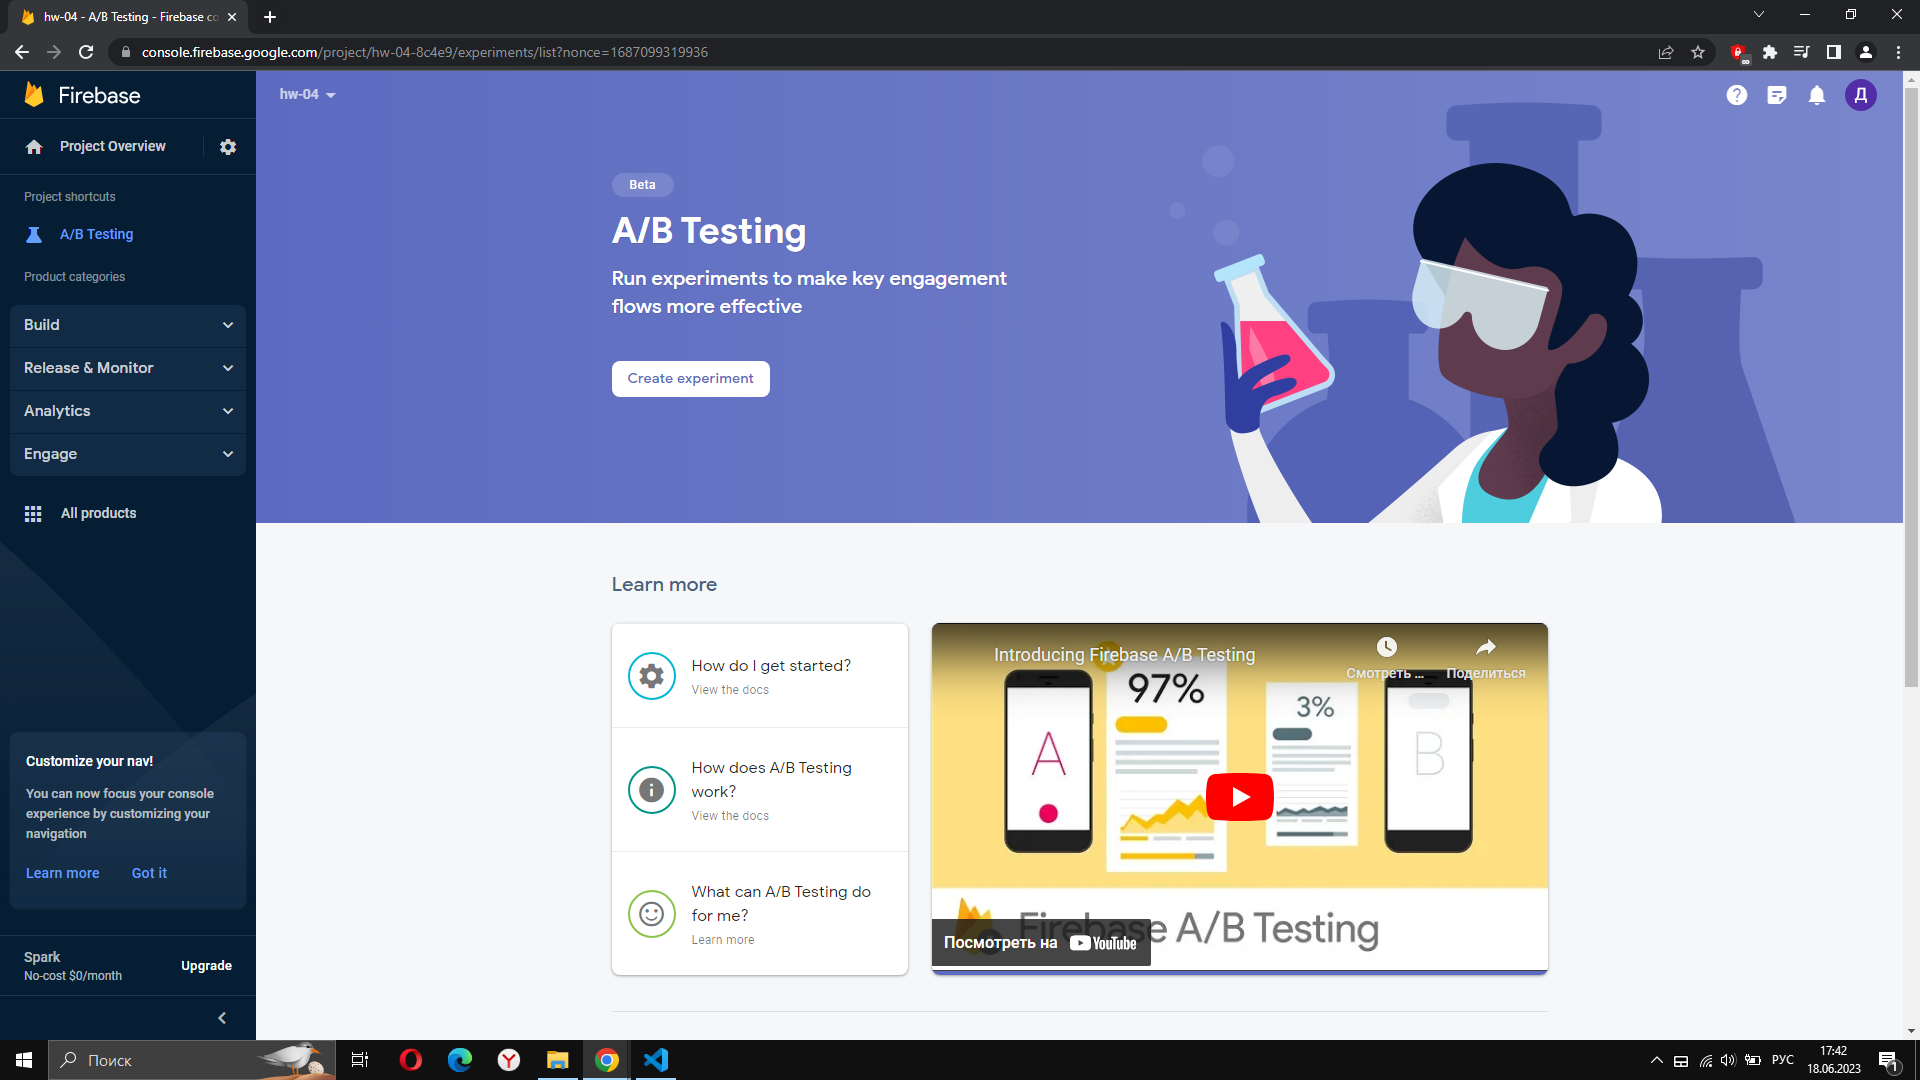 hw-04 - A/B Testing - Firebase co
console.firebase.google.com/project/hw-04-8c4e9/experiments/list?nonce=1687099319936
Firebase
Project Overview
Project shortcuts
A/B Testing
Product categories
Build
Release & Monitor
Analytics
Engage
All products
Customize your nav!
You can now focus your console
experience by customizing your
navigation
Learn more
Got it
Spark
No-cost $0/month
Upgrade
hw-04
Д
Beta
A/B Testing
Run experiments to make key engagement
flows more effective
Create experiment
Learn more
How do I get started?
View the docs
How does A/B Testing
work?
View the docs
What can A/B Testing do
for me?
Learn more
Introducing Firebase A/B Testing
Смотреть ...
Поделиться
97%
3%
A
B
Firebase A/B Testing
Посмотреть на YouTube
Поиск
РУС
17:42
18.06.2023
1